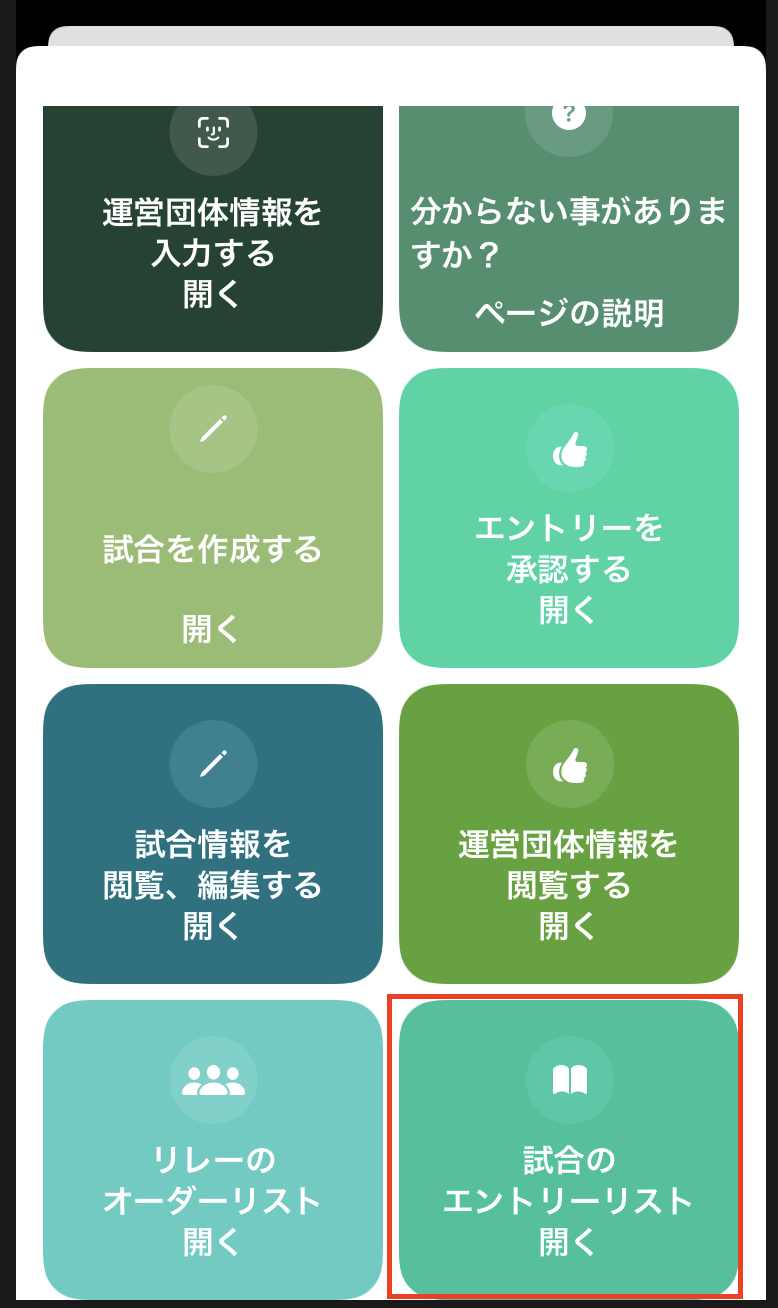 運営団体情報を
入力する
開く
?
分からない事がありま
すか？
ページの説明
試合を作成する
開く
エントリーを
承認する
開く
試合情報を
閲覧、編集する
開く
運営団体情報を
閲覧する
開く
リレーの
オーダーリスト
開く
試合の
エントリーリスト
開く